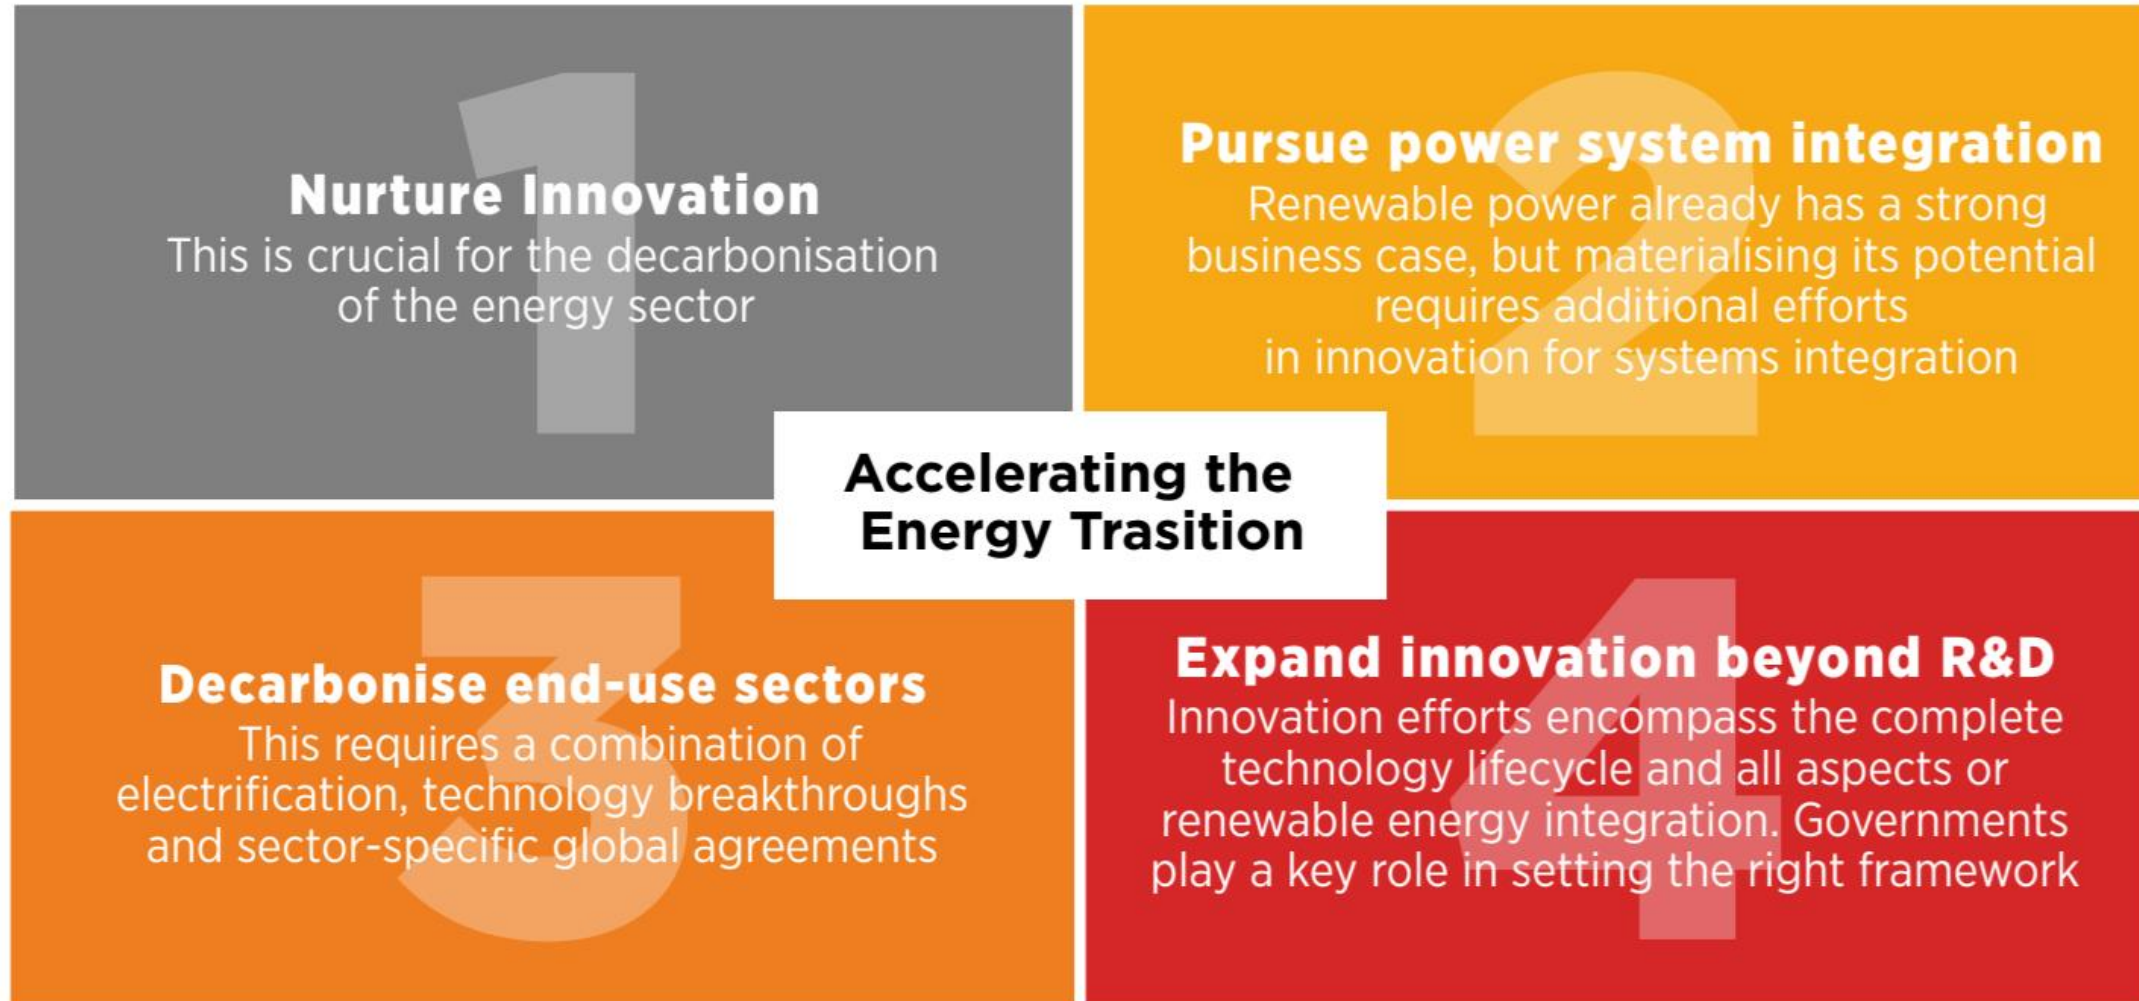 1
Nurture Innovation
This is crucial for the decarbonisation
of the energy sector
2
Pursue power system integration
Renewable power already has a strong
business case, but materialising its potential
requires additional efforts
in innovation for systems integration
Accelerating the
Energy Trasition
3
Decarbonise end-use sectors
This requires a combination of
electrification, technology breakthroughs
and sector-specific global agreements
4
Expand innovation beyond R&D
Innovation efforts encompass the complete
technology lifecycle and all aspects or
renewable energy integration. Governments
play a key role in setting the right framework